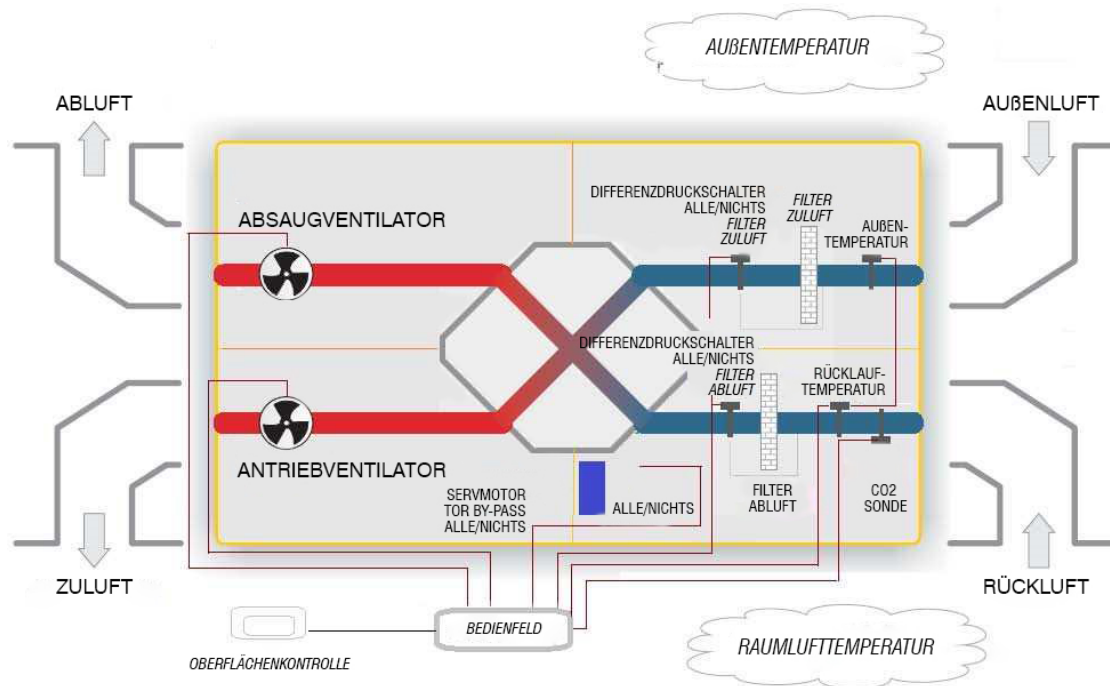 AUßENTEMPERATUR
ABLUFT
AUßENLUFT
ABSAUGVENTILATOR
DIFFERENZDRUCKSCHALTER
ALLE/NICHTS
FILTER
ZULUFT
FILTER
ZULUFT
AUßEN-
TEMPERATUR
DIFFERENZDRUCKSCHALTER
ALLE/NICHTS
FILTER
ABLUFT
RÜCKLAUF-
TEMPERATUR
ANTRIEBVENTILATOR
SERVMOTOR
TOR BY-PASS
ALLE/NICHTS
ALLE/NICHTS
FILTER
ABLUFT
CO2
SONDE
ZULUFT
RÜCKLUFT
BEDIENFELD
OBERFLÄCHENKONTROLLE
RAUMLUFTTEMPERATUR